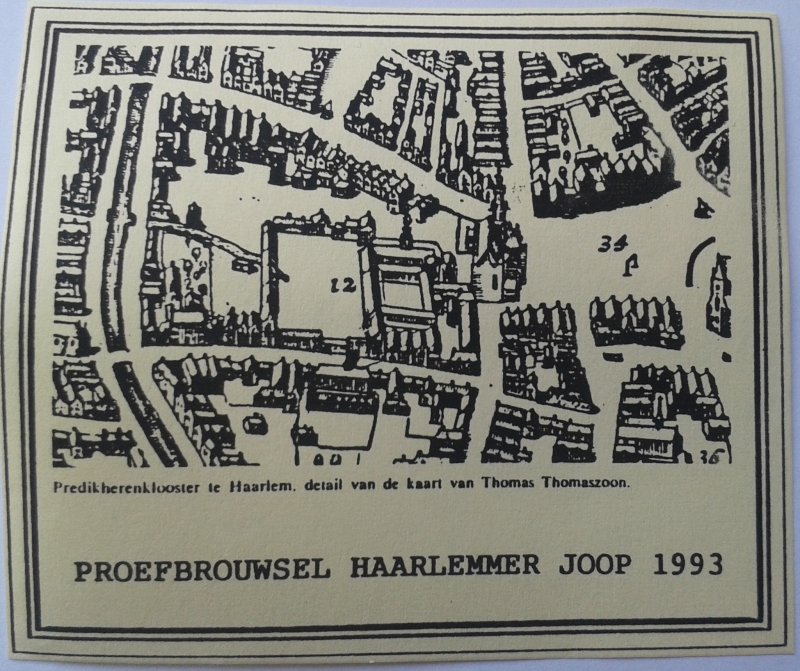 34
12
36
Predikherenklooster te Haarlem. detail van de kaart van Thomas Thomaszoon.
PROEFBROUWSEL HAARLEMMER JOOP 1993